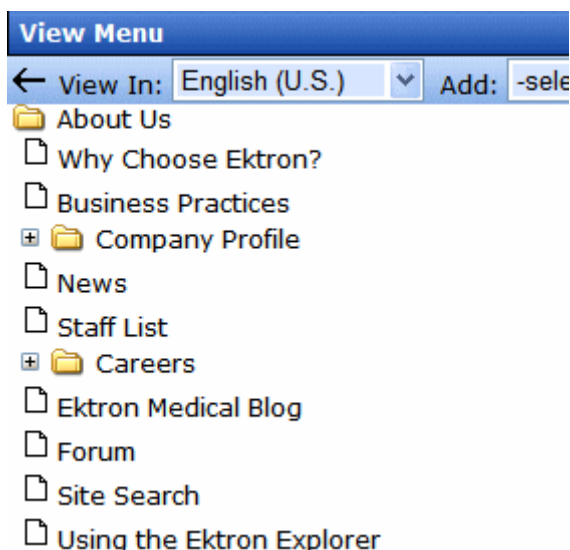 View Menu
View In: English (U.S.) Add: -sele
About Us
Why Choose Ektron?
Business Practices
Company Profile
News
Staff List
Careers
Ektron Medical Blog
Forum
Site Search
Using the Ektron Explorer